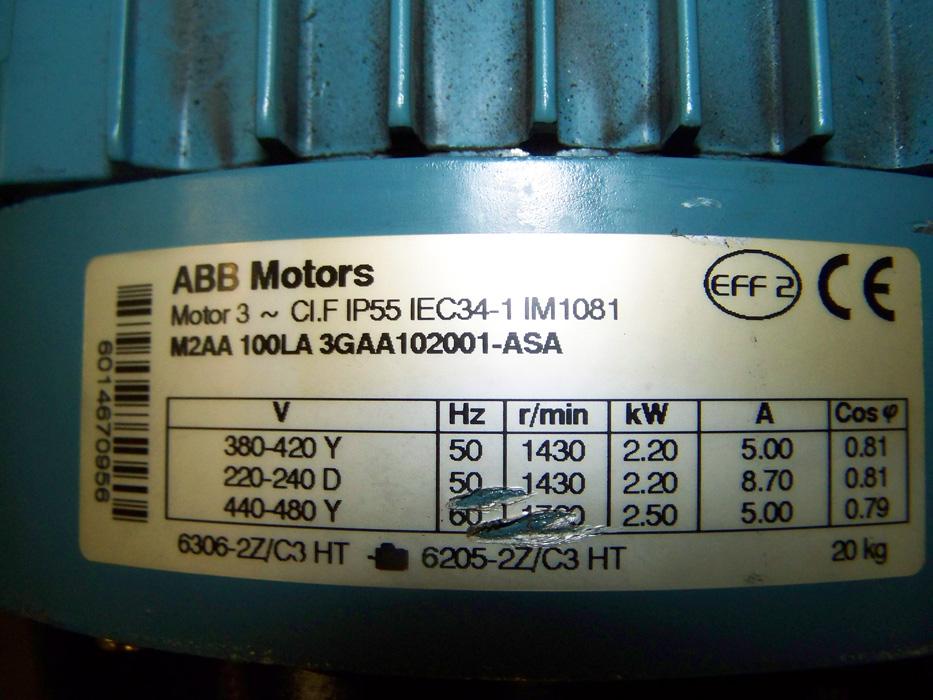 ABB Motors
EFF 2 CE
Motor 3 ~ Cl.F IP55 IEC34-1 IM1081
M2AA 100LA 3GAA102001-ASA
6014670956
V Hz r/min kW A Cos φ
380-420 Y 50 1430 2.20 5.00 0.81
220-240 D 50 1430 2.20 8.70 0.81
440-480 Y 60 2.50 5.00 0.79
6306-2Z/C3 HT 6205-2Z/C3 HT 20 kg